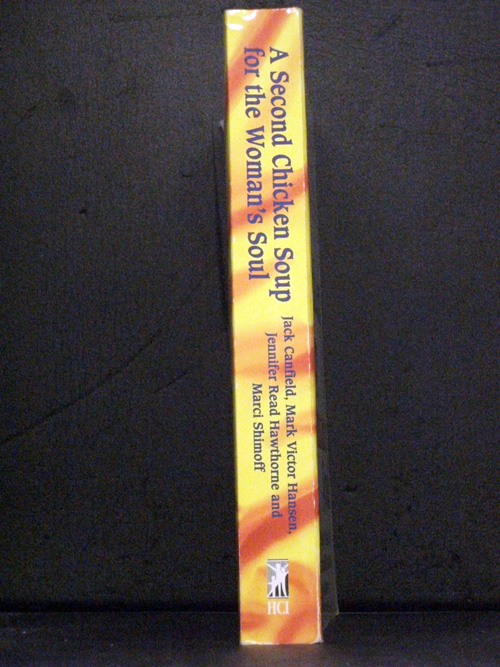 A Second Chicken Soup
for the Woman's Soul
Jack Canfield, Mark Victor Hansen,
Jennifer Read Hawthorne and
Marci Shimoff
HCI